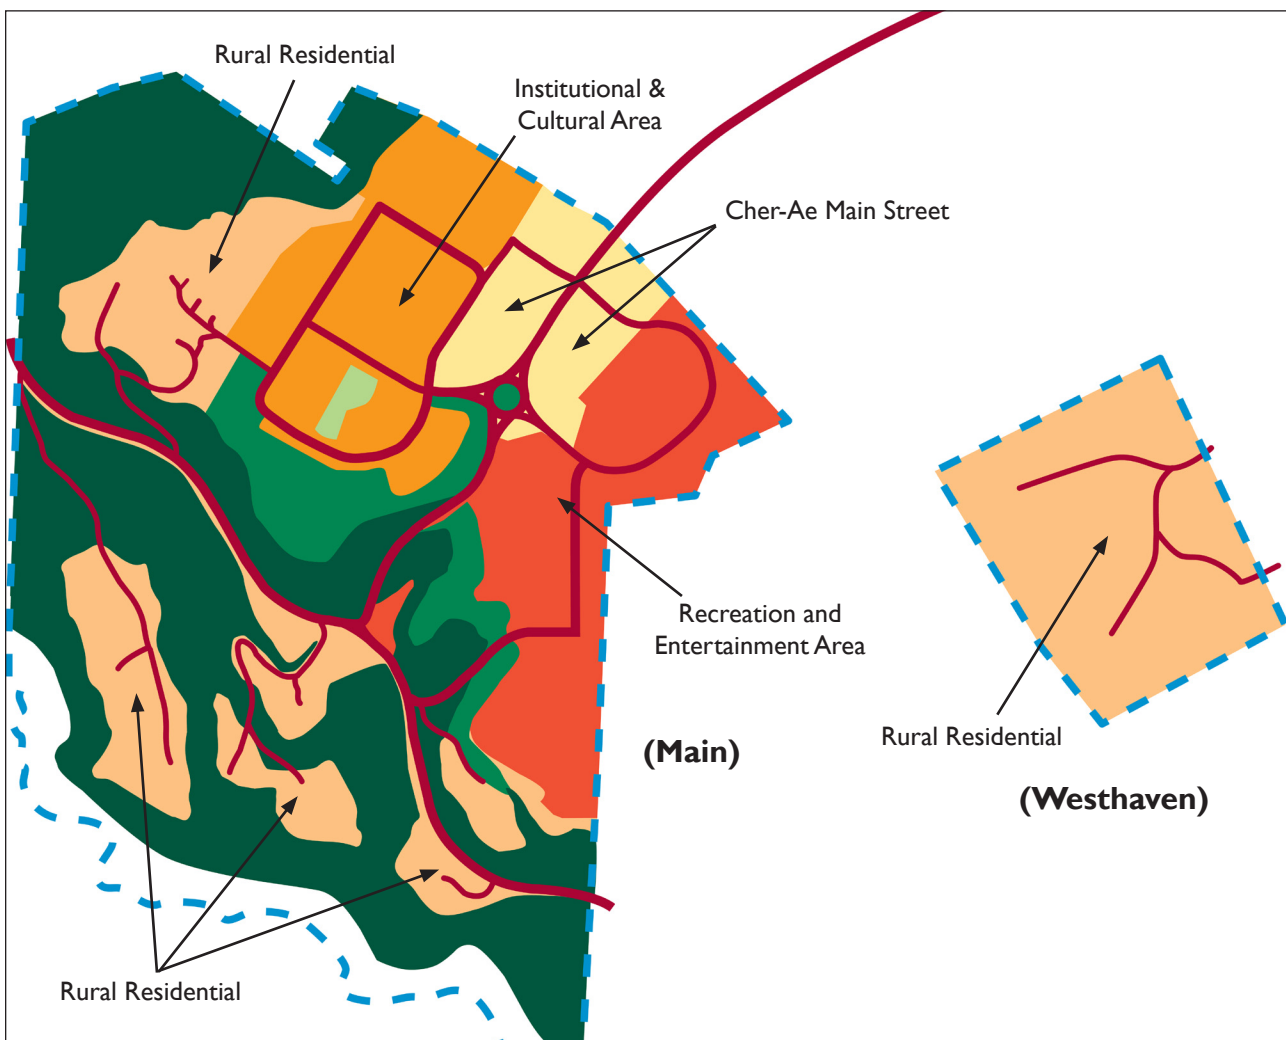 Rural Residential
Institutional &
Cultural Area
Cher-Ae Main Street
Recreation and
Entertainment Area
Rural Residential
(Main)
(Westhaven)
Rural Residential